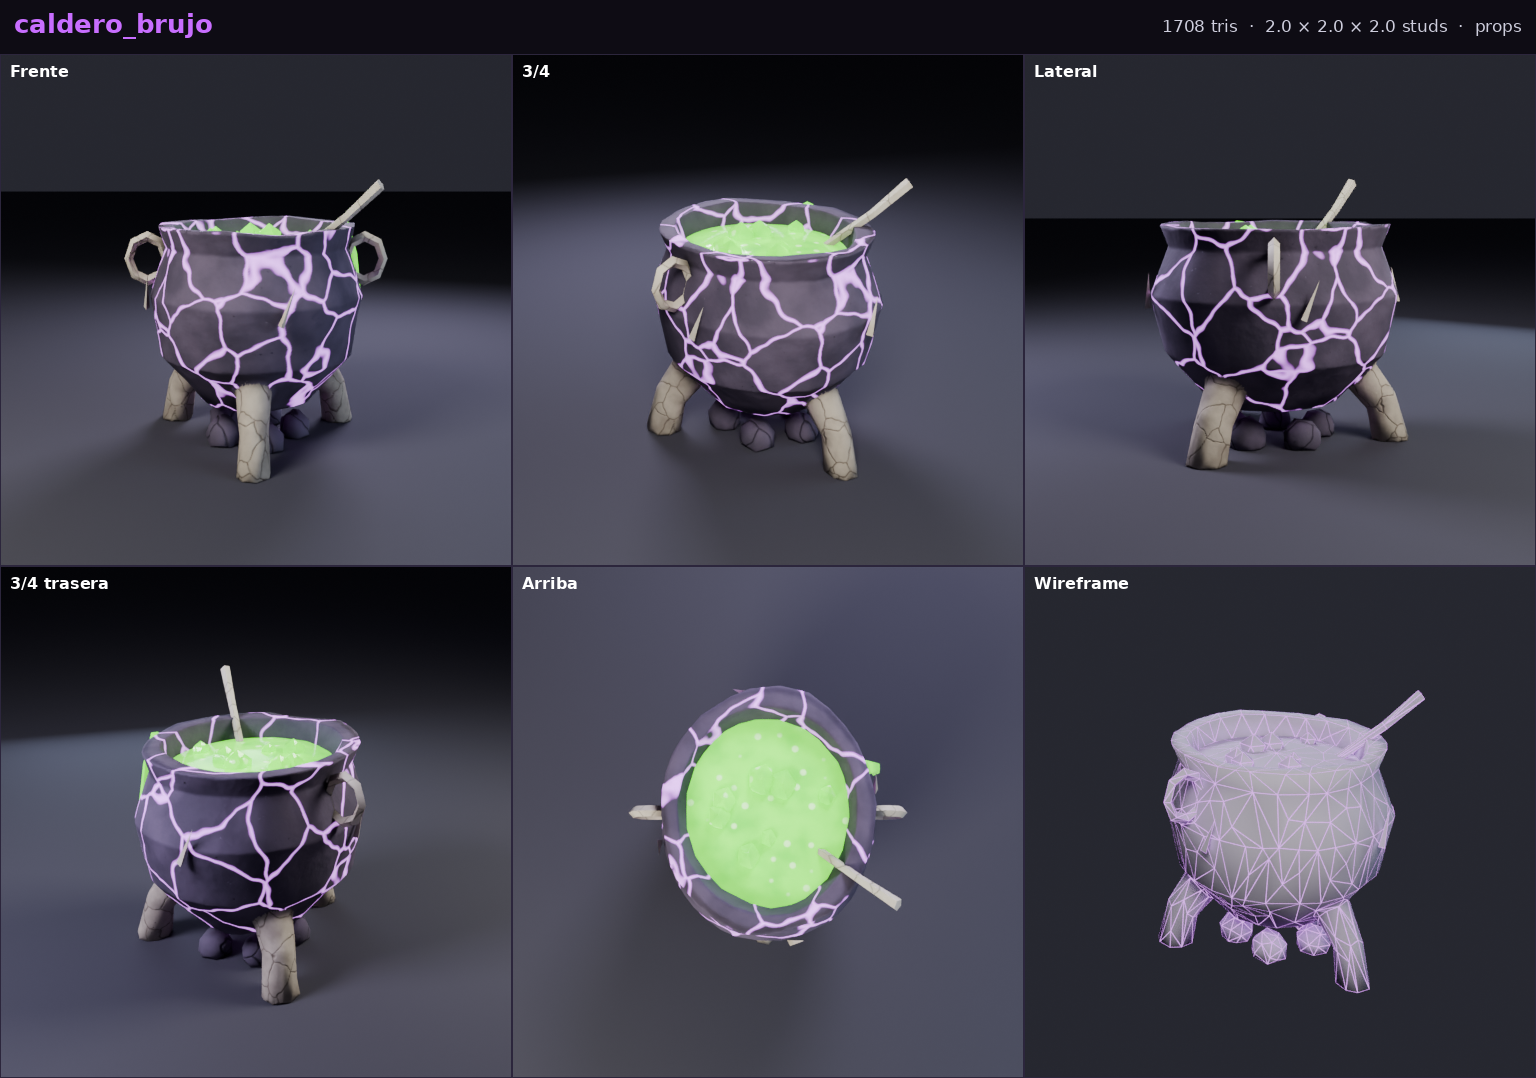 caldero_brujo
1708 tris · 2.0 × 2.0 × 2.0 studs · props
Frente
3/4
Lateral
3/4 trasera
Arriba
Wireframe